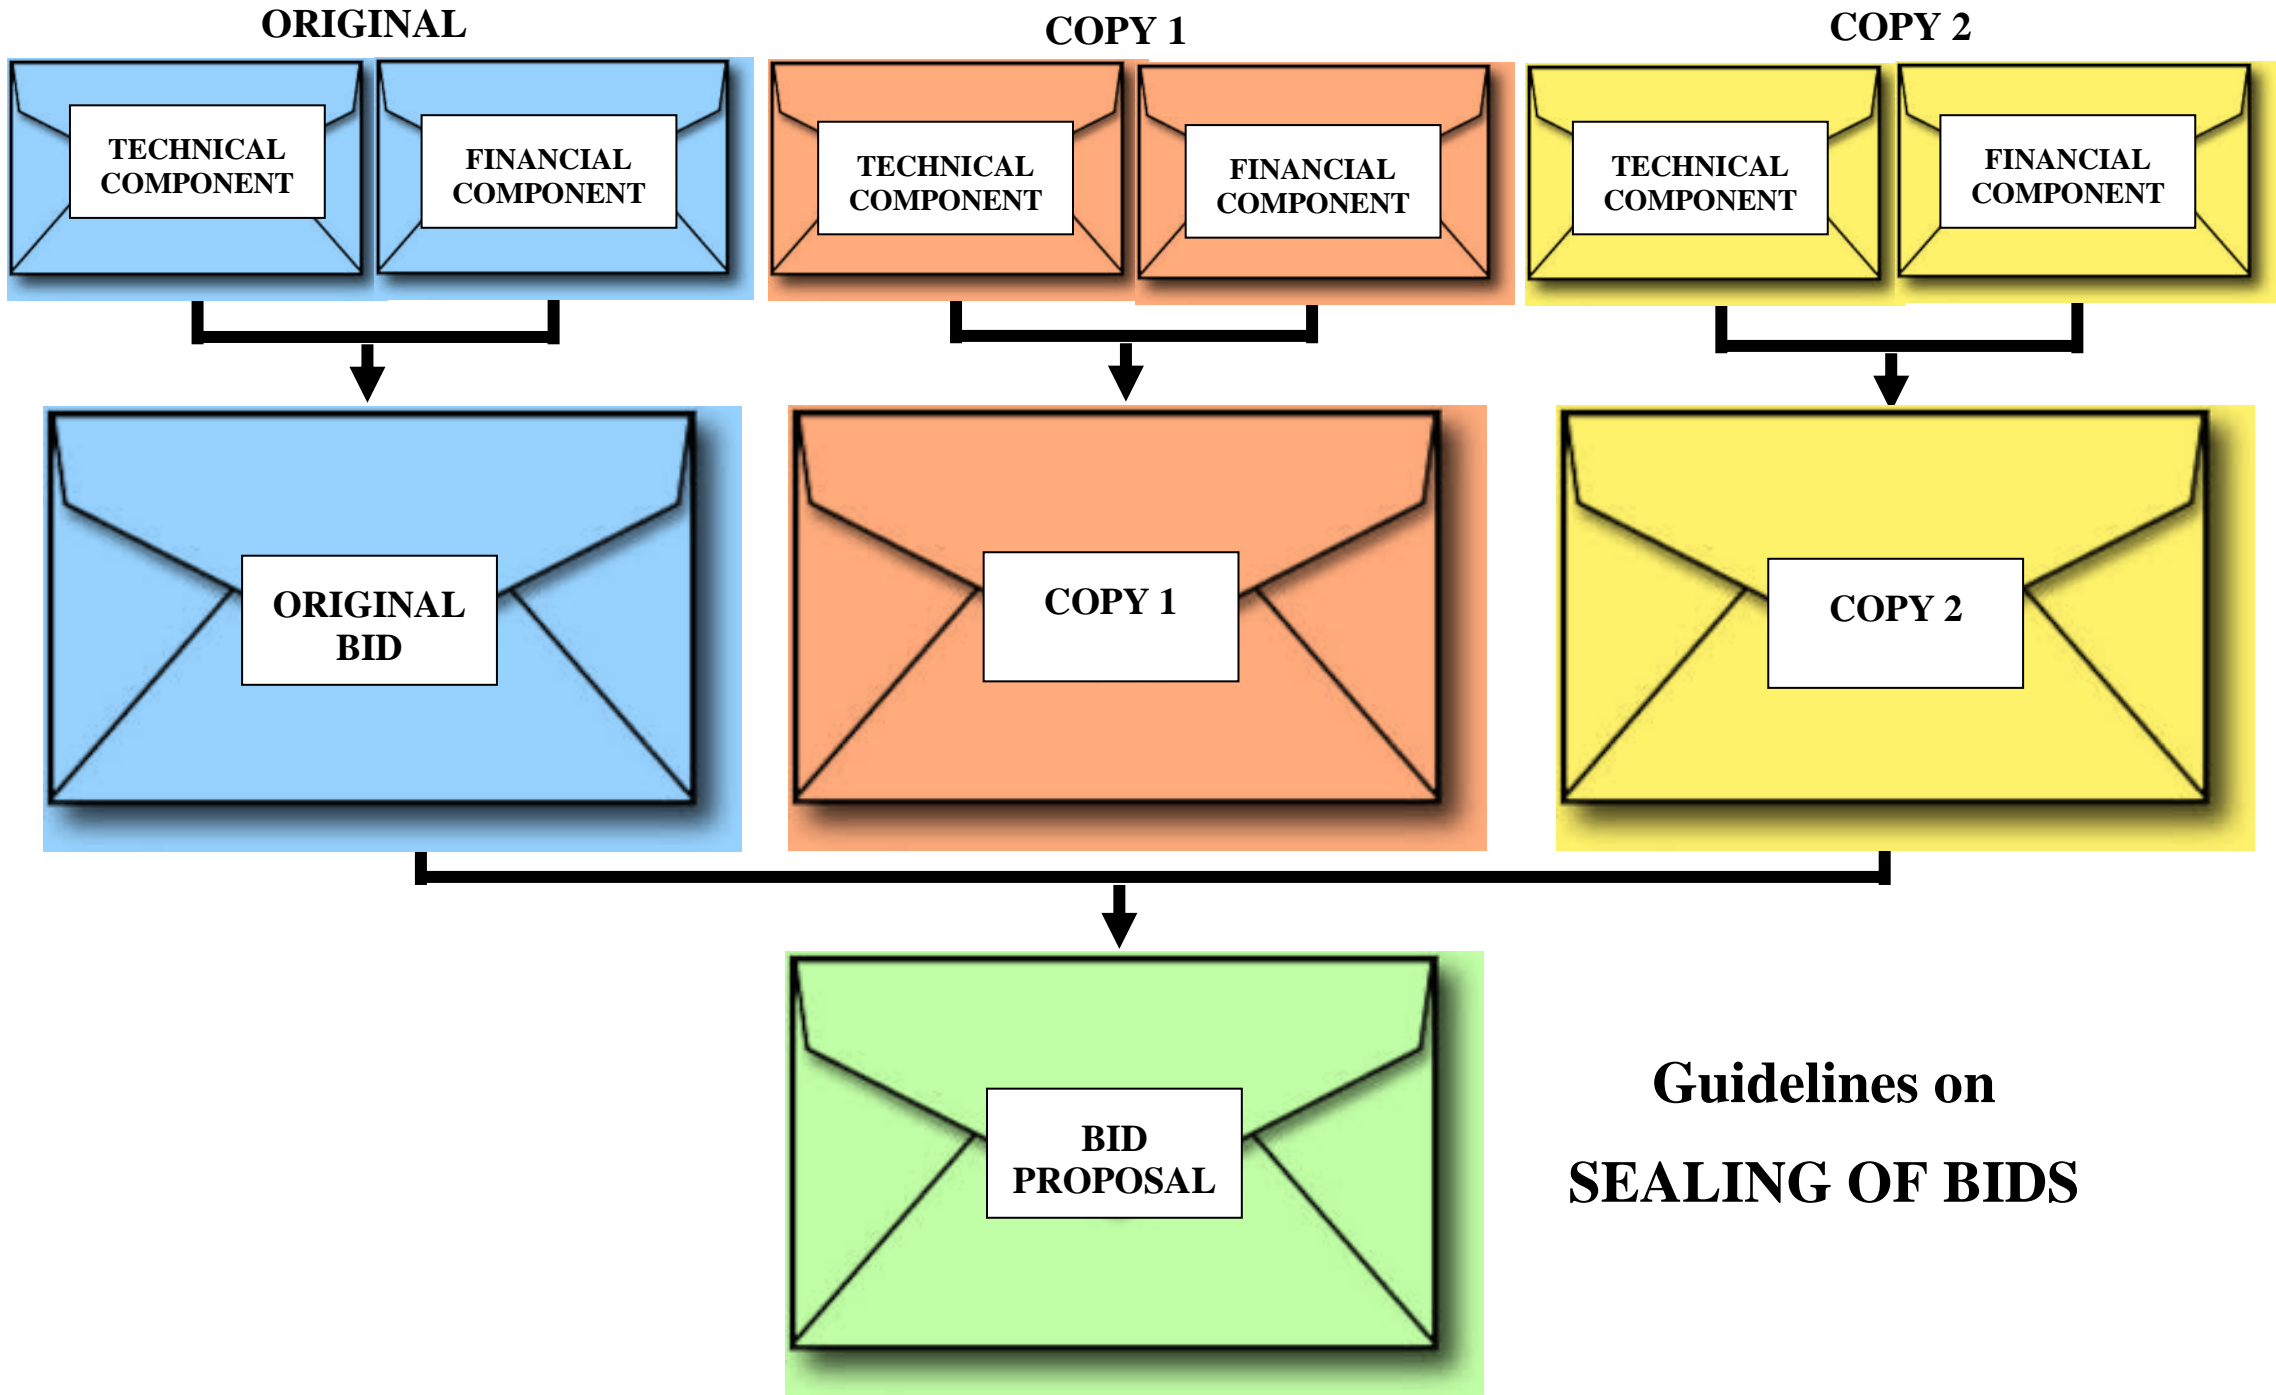 ORIGINAL
COPY 1
COPY 2
TECHNICAL
COMPONENT
FINANCIAL
COMPONENT
TECHNICAL
COMPONENT
FINANCIAL
COMPONENT
TECHNICAL
COMPONENT
FINANCIAL
COMPONENT
ORIGINAL
BID
COPY 1
COPY 2
BID
PROPOSAL
Guidelines on
SEALING OF BIDS